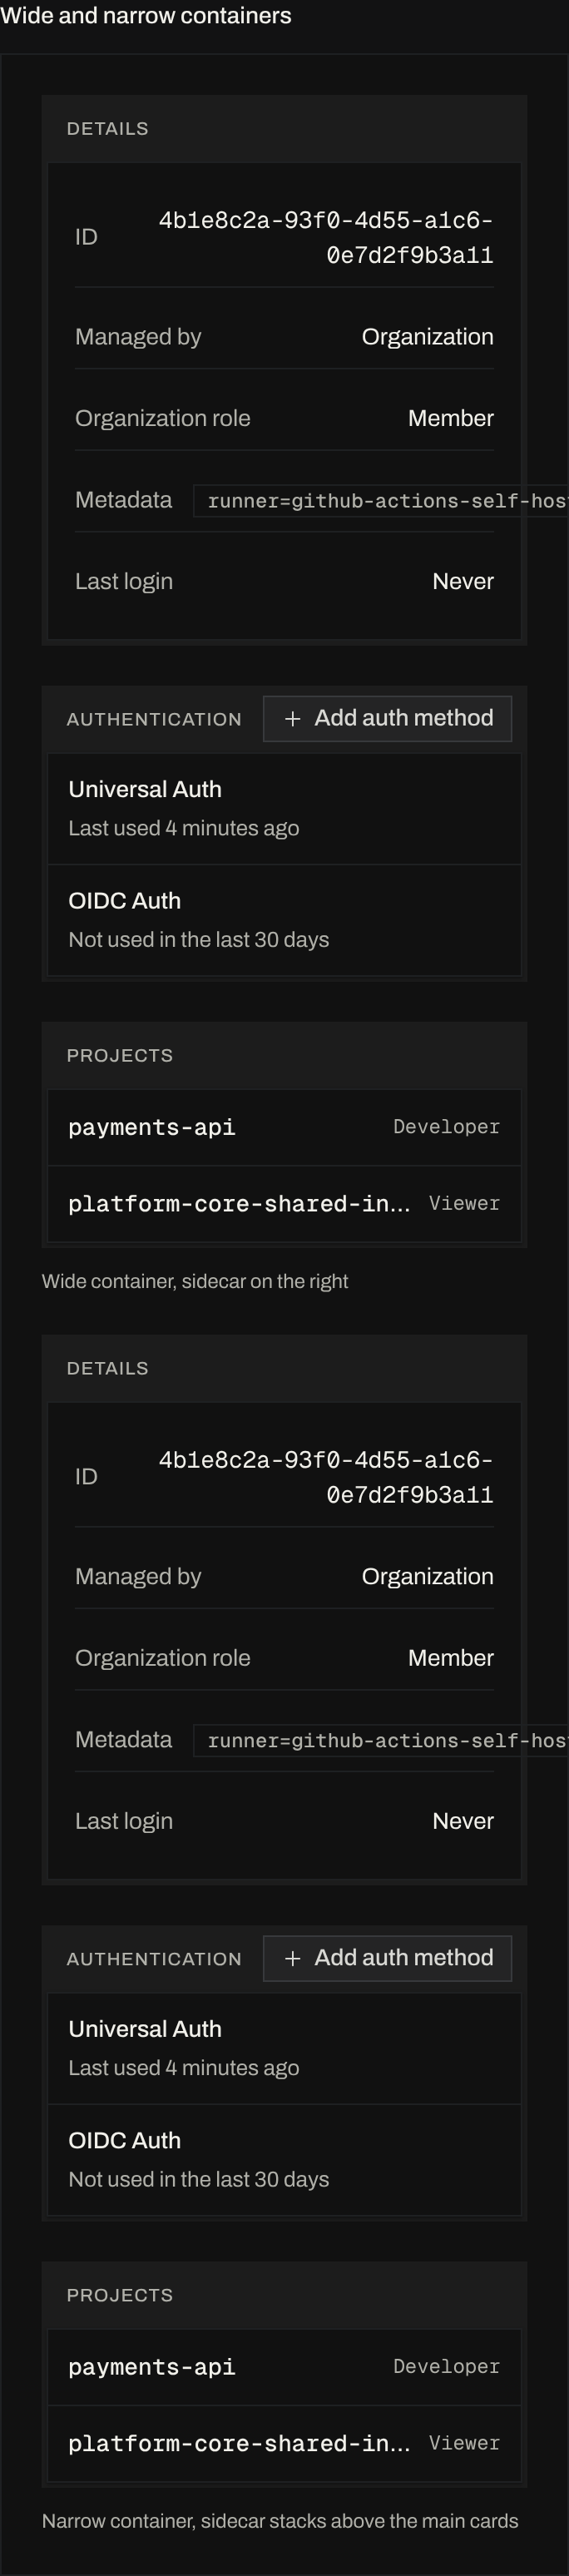 Wide and narrow containers
DETAILS
ID
4b1e8c2a-93f0-4d55-a1c6-
0e7d2f9b3a11
Managed by
Organization
Organization role
Member
Metadata
runner=github-actions-self-hos
Last login
Never
AUTHENTICATION
+ Add auth method
Universal Auth
Last used 4 minutes ago
OIDC Auth
Not used in the last 30 days
PROJECTS
payments-api
Developer
platform-core-shared-in...
Viewer
Wide container, sidecar on the right
DETAILS
ID
4b1e8c2a-93f0-4d55-a1c6-
0e7d2f9b3a11
Managed by
Organization
Organization role
Member
Metadata
runner=github-actions-self-hos
Last login
Never
AUTHENTICATION
+ Add auth method
Universal Auth
Last used 4 minutes ago
OIDC Auth
Not used in the last 30 days
PROJECTS
payments-api
Developer
platform-core-shared-in...
Viewer
Narrow container, sidecar stacks above the main cards